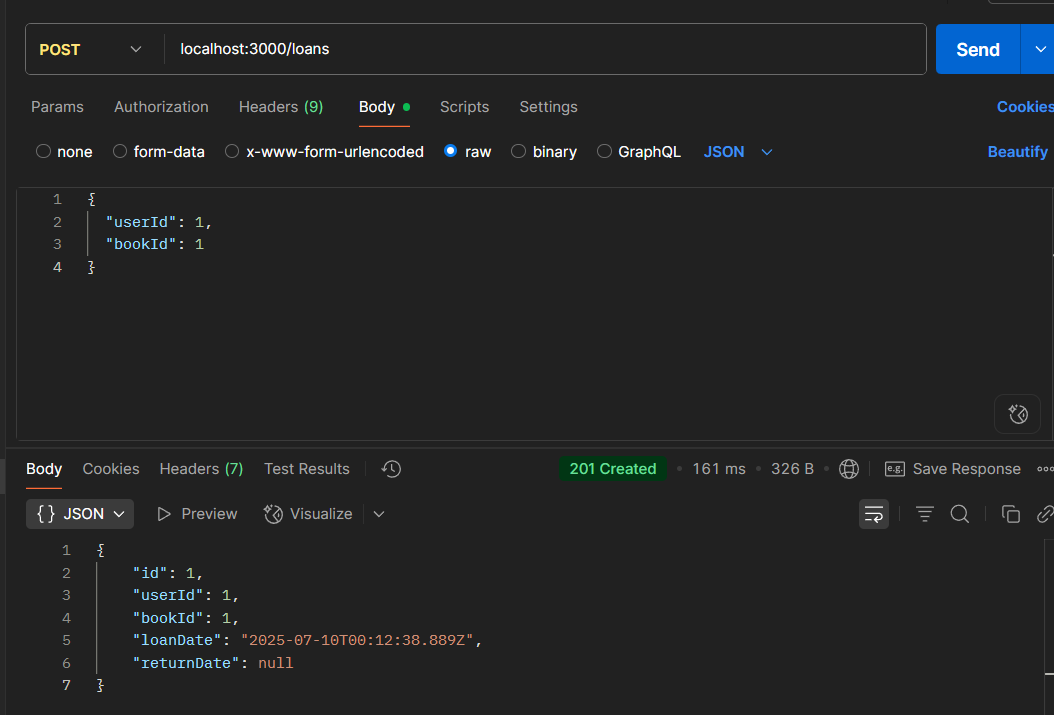 POST localhost:3000/loans Send
Params Authorization Headers (9) Body Scripts Settings Cookies
none form-data x-www-form-urlencoded raw binary GraphQL JSON Beautify
1 {
2 "userId": 1,
3 "bookId": 1
4 }
Body Cookies Headers (7) Test Results 201 Created • 161 ms • 326 B • e.g. Save Response
{} JSON Preview Visualize
1 {
2 "id": 1,
3 "userId": 1,
4 "bookId": 1,
5 "loanDate": "2025-07-10T00:12:38.889Z",
6 "returnDate": null
7 }